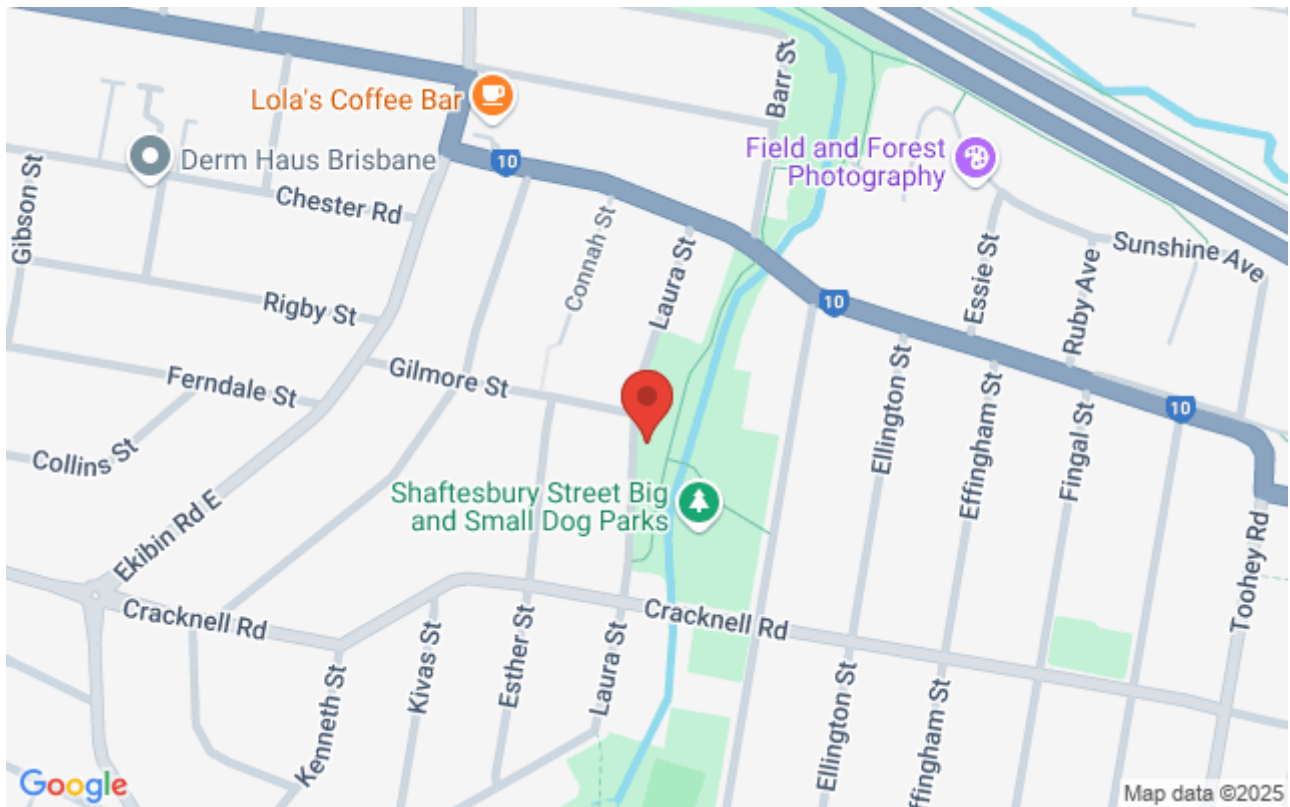 Barr St
Lola's Coffee Bar
Field and Forest
Photography
Derm Haus Brisbane
10
Gibson St
Chester Rd
Connah St
Laura St
Essie St
Ruby Ave
Sunshine Ave
Rigby St
10
Gilmore St
Ferndale St
Ellington St
Effingham St
Fingal St
10
Collins St
Shaftesbury Street Big
and Small Dog Parks
Ekibin Rd E
Toohey Rd
Cracknell Rd
Cracknell Rd
Kenneth St
Kivas St
Esther St
Laura St
Ellington St
ffingham St
Google
Map data ©2025